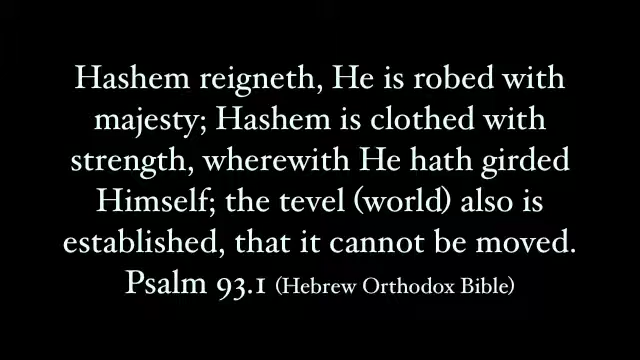 Hashem reigneth, He is robed with
majesty; Hashem is clothed with
strength, wherewith He hath girded
Himself; the tevel (world) also is
established, that it cannot be moved.
Psalm 93.1 (Hebrew Orthodox Bible)